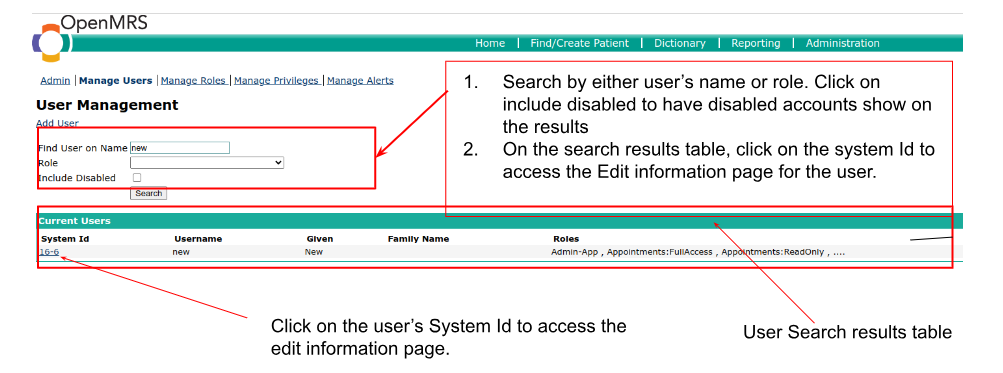 OpenMRS
Home | Find/Create Patient | Dictionary | Reporting | Administration
Admin | Manage Users | Manage Roles | Manage Privileges | Manage Alerts
User Management
Add User
Find User on Name new
Role
Include Disabled
Search
1. Search by either user’s name or role. Click on
include disabled to have disabled accounts show on
the results
2. On the search results table, click on the system Id to
access the Edit information page for the user.
Current Users
System Id Username Given Family Name Roles
16-6 new New Admin-App , Appointments:FullAccess , Appointments:ReadOnly , ....
Click on the user’s System Id to access the
edit information page.
User Search results table